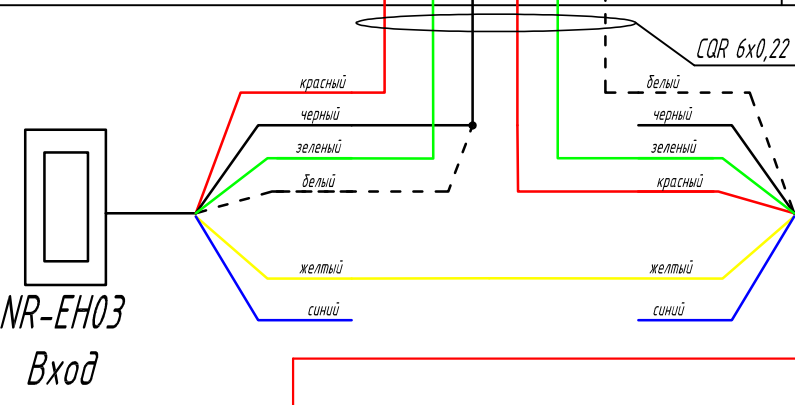 CQR 6x0,22
красный
белый
черный
черный
зеленый
зеленый
белый
красный
желтый
желтый
синий
синий
NR-EH03
Вход